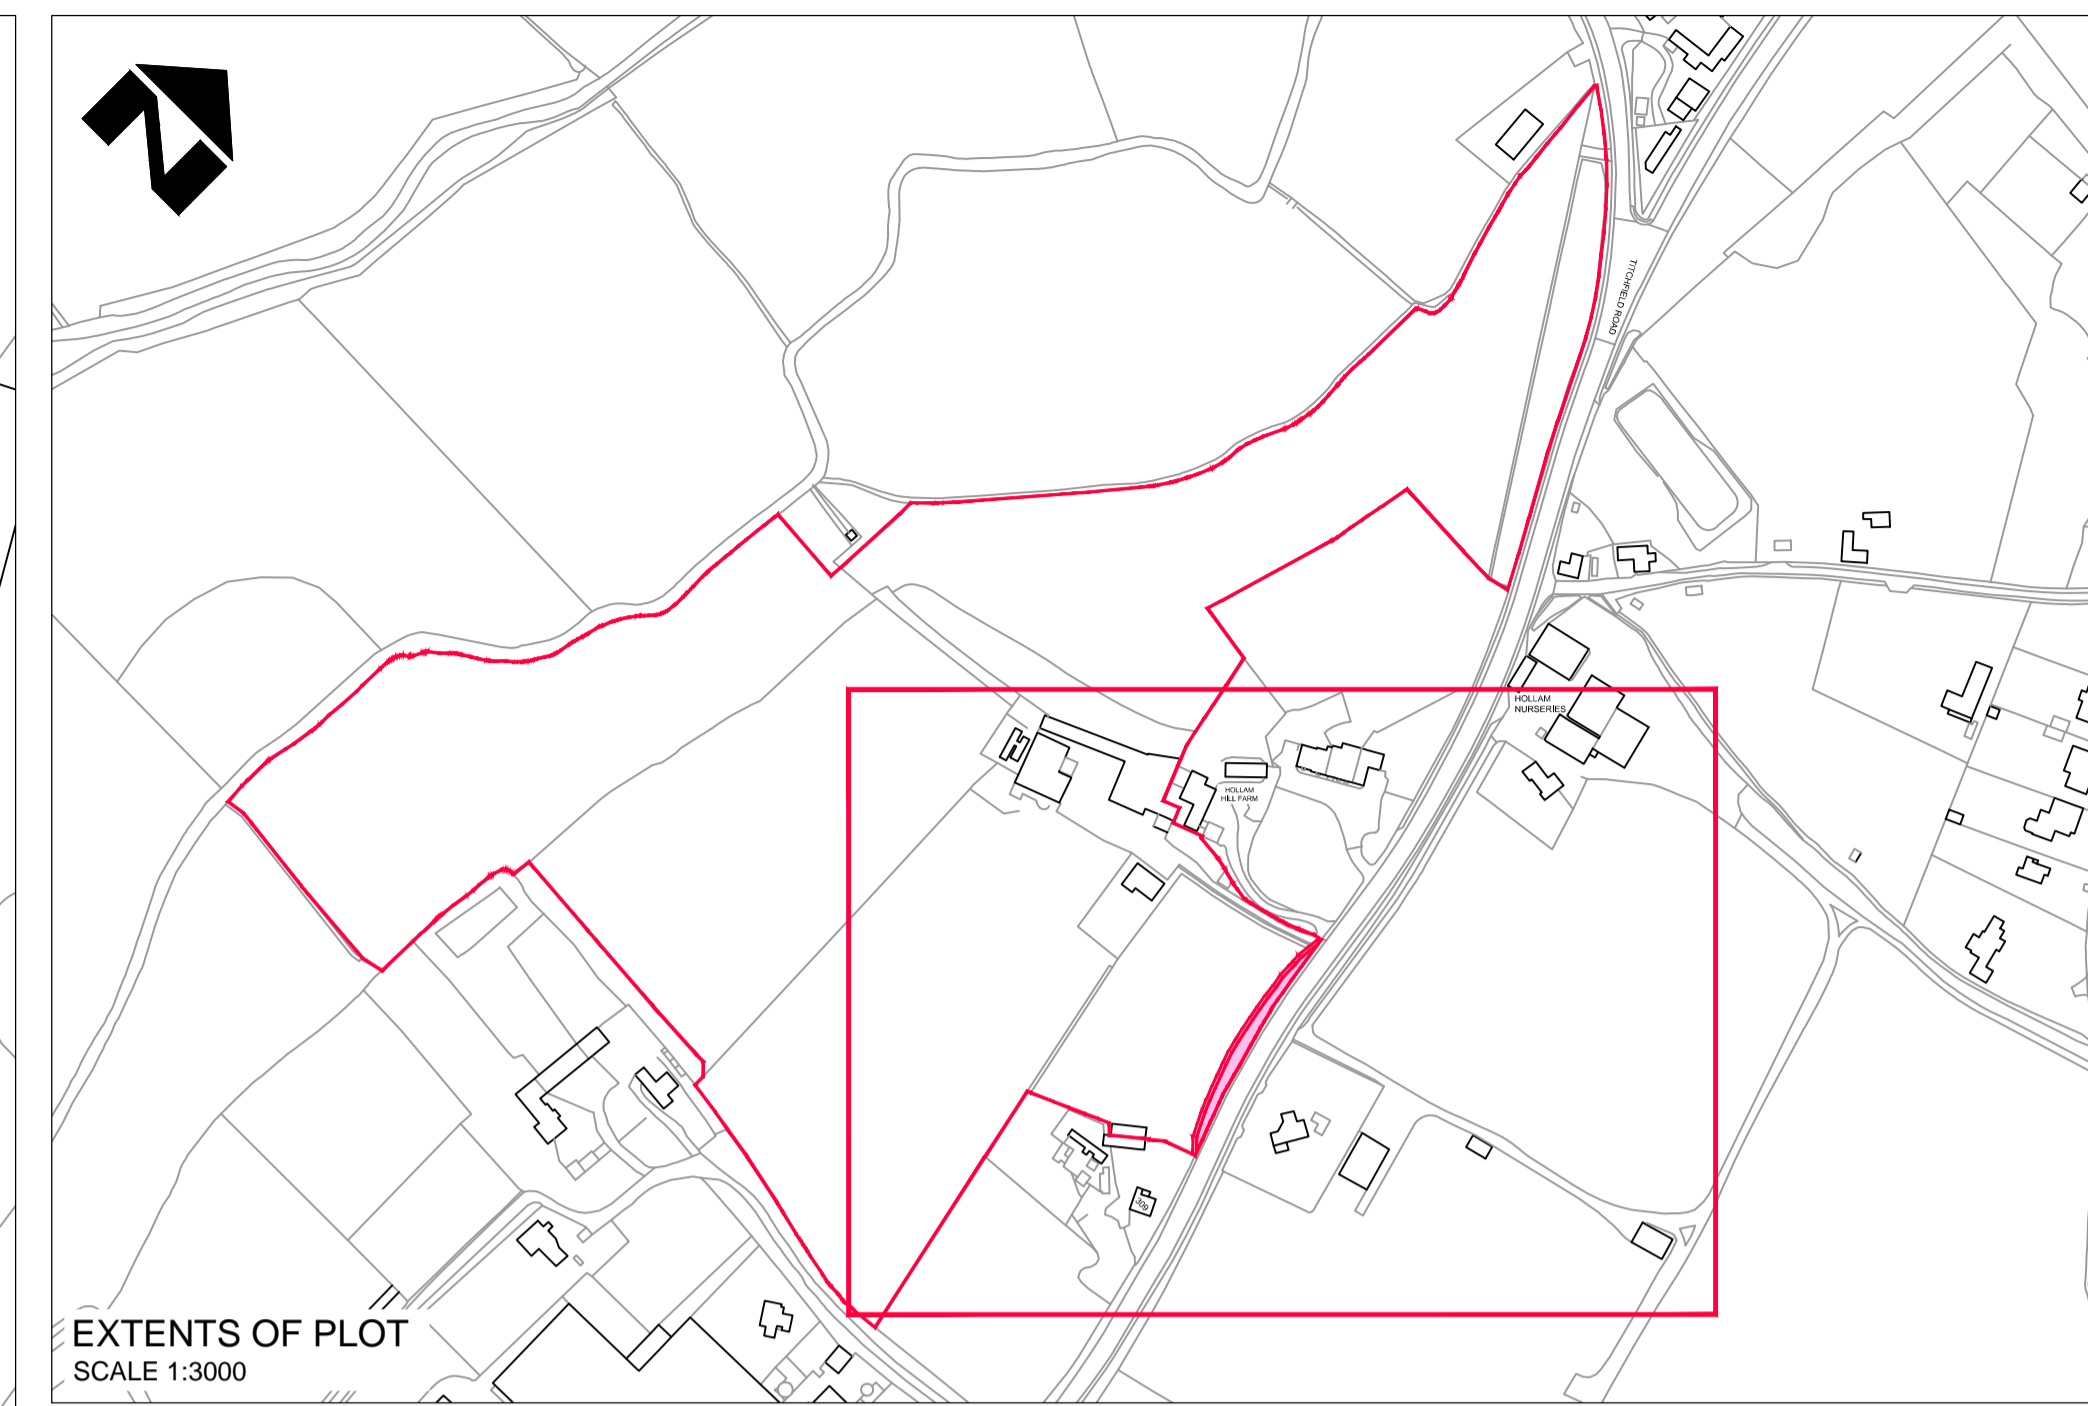 TITCHFIELD ROAD
HOLLAM
NURSERIES
HOLLAM
HILL FARM
309
EXTENTS OF PLOT
SCALE 1:3000